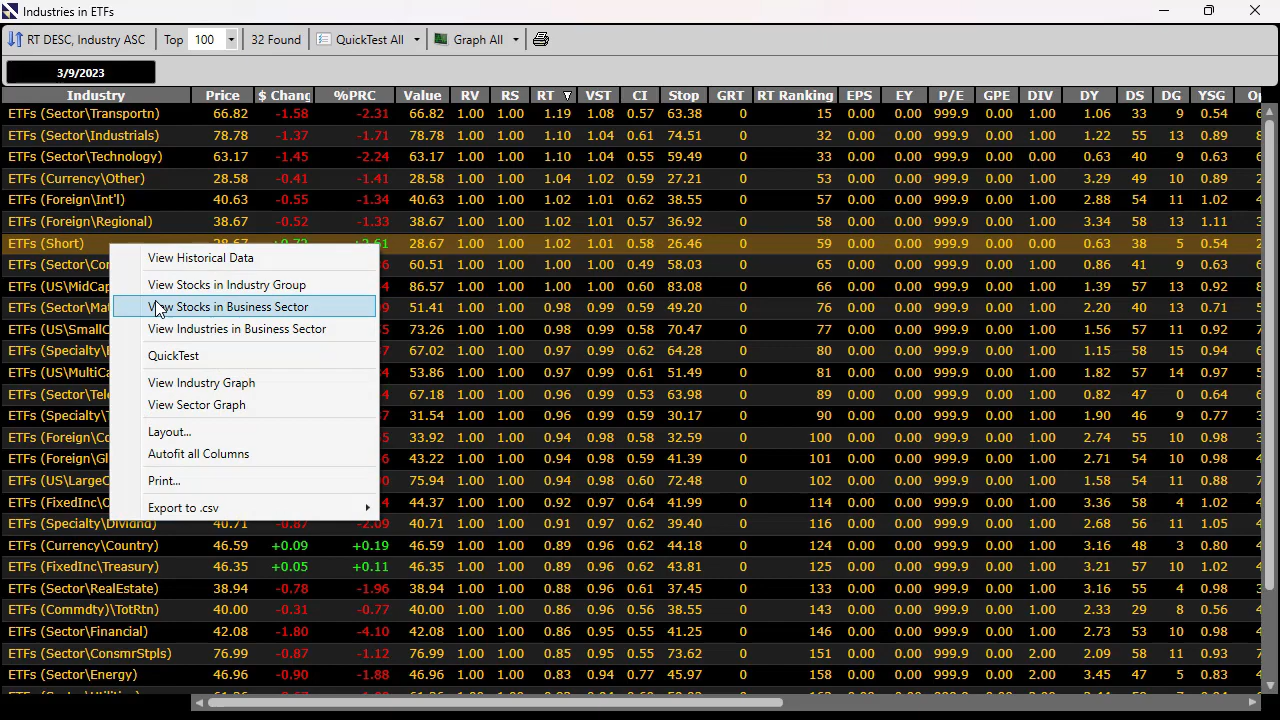 Industries in ETFs
RT DESC, Industry ASC Top 100 32 Found QuickTest All Graph All
3/9/2023
Industry Price $ Chang %PRC Value RV RS RT VST CI Stop GRT RT Ranking EPS EY P/E GPE DIV DY DS DG YSG Op
ETFs (Sector\Transportn) 66.82 -1.58 -2.31 66.82 1.00 1.00 1.19 1.08 0.57 63.38 0 15 0.00 0.00 999.9 0.00 1.00 1.06 33 9 0.54
ETFs (Sector\Industrials) 78.78 -1.37 -1.71 78.78 1.00 1.00 1.10 1.04 0.61 74.51 0 32 0.00 0.00 999.9 0.00 1.00 1.22 55 13 0.89
ETFs (Sector\Technology) 63.17 -1.45 -2.24 63.17 1.00 1.00 1.10 1.04 0.55 59.49 0 33 0.00 0.00 999.9 0.00 0.00 0.63 40 9 0.63
ETFs (Currency\Other) 28.58 -0.41 -1.41 28.58 1.00 1.00 1.04 1.02 0.59 27.21 0 53 0.00 0.00 999.9 0.00 1.00 3.29 49 10 0.89
ETFs (Foreign\Int'l) 40.63 -0.55 -1.34 40.63 1.00 1.00 1.02 1.01 0.62 38.55 0 57 0.00 0.00 999.9 0.00 1.00 2.88 54 11 1.02
ETFs (Foreign\Regional) 38.67 -0.52 -1.33 38.67 1.00 1.00 1.02 1.01 0.57 36.92 0 58 0.00 0.00 999.9 0.00 1.00 3.34 58 13 1.11
ETFs (Short) 28.67 1.00 1.00 1.02 1.01 0.58 26.46 0 59 0.00 0.00 999.9 0.00 0.00 0.63 38 5 0.54
ETFs (Sector\Con 60.51 1.00 1.00 1.00 1.00 0.49 58.03 0 65 0.00 0.00 999.9 0.00 1.00 0.86 41 9 0.63
ETFs (US\MidCap 86.57 1.00 1.00 1.00 1.00 0.60 83.08 0 66 0.00 0.00 999.9 0.00 1.00 1.39 57 13 0.92
ETFs (Sector\Mat 51.41 1.00 1.00 0.98 0.99 0.59 49.20 0 76 0.00 0.00 999.9 0.00 1.00 2.20 40 13 0.71
ETFs (US\SmallC 73.26 1.00 1.00 0.98 0.99 0.58 70.47 0 77 0.00 0.00 999.9 0.00 1.00 1.56 57 11 0.92
ETFs (Specialty\ 67.02 1.00 1.00 0.97 0.99 0.62 64.28 0 80 0.00 0.00 999.9 0.00 1.00 1.15 58 15 0.94
ETFs (US\MultiCa 53.86 1.00 1.00 0.97 0.99 0.61 51.49 0 81 0.00 0.00 999.9 0.00 1.00 1.82 57 14 0.97
ETFs (Sector\Tel 67.18 1.00 1.00 0.96 0.99 0.53 63.98 0 89 0.00 0.00 999.9 0.00 1.00 0.82 47 0 0.64
ETFs (Specialty\ 31.54 1.00 1.00 0.96 0.99 0.59 30.17 0 90 0.00 0.00 999.9 0.00 1.00 1.90 46 9 0.77
ETFs (Foreign\Co 33.92 1.00 1.00 0.94 0.98 0.58 32.59 0 100 0.00 0.00 999.9 0.00 1.00 2.74 55 10 0.98
ETFs (Foreign\Gl 43.22 1.00 1.00 0.94 0.98 0.59 41.39 0 101 0.00 0.00 999.9 0.00 1.00 2.71 54 10 0.98
ETFs (US\LargeC 75.94 1.00 1.00 0.94 0.98 0.60 72.48 0 102 0.00 0.00 999.9 0.00 1.00 1.58 54 11 0.88
ETFs (FixedInc\C 44.37 1.00 1.00 0.92 0.97 0.64 41.99 0 114 0.00 0.00 999.9 0.00 1.00 3.36 58 4 1.02
ETFs (Specialty\Dividnd) 40.71 -0.87 -2.09 40.71 1.00 1.00 0.91 0.97 0.62 39.40 0 116 0.00 0.00 999.9 0.00 1.00 2.68 56 11 1.05
ETFs (Currency\Country) 46.59 +0.09 +0.19 46.59 1.00 1.00 0.89 0.96 0.62 44.18 0 124 0.00 0.00 999.9 0.00 1.00 3.16 48 3 0.80
ETFs (FixedInc\Treasury) 46.35 +0.05 +0.11 46.35 1.00 1.00 0.89 0.96 0.62 43.81 0 125 0.00 0.00 999.9 0.00 1.00 3.21 57 10 1.02
ETFs (Sector\RealEstate) 38.94 -0.78 -1.96 38.94 1.00 1.00 0.88 0.96 0.61 37.45 0 133 0.00 0.00 999.9 0.00 1.00 3.16 55 4 0.98
ETFs (Commdty)\TotRtn) 40.00 -0.31 -0.77 40.00 1.00 1.00 0.86 0.96 0.56 38.55 0 143 0.00 0.00 999.9 0.00 1.00 2.33 29 8 0.56
ETFs (Sector\Financial) 42.08 -1.80 -4.10 42.08 1.00 1.00 0.86 0.95 0.55 41.25 0 146 0.00 0.00 999.9 0.00 1.00 2.73 53 10 0.98
ETFs (Sector\ConsmrStpls) 76.99 -0.87 -1.12 76.99 1.00 1.00 0.85 0.95 0.55 73.62 0 151 0.00 0.00 999.9 0.00 2.00 2.09 58 11 0.93
ETFs (Sector\Energy) 46.96 -0.90 -1.88 46.96 1.00 1.00 0.83 0.94 0.77 45.97 0 158 0.00 0.00 999.9 0.00 2.00 3.45 47 5 0.83
View Historical Data
View Stocks in Industry Group
View Stocks in Business Sector
View Industries in Business Sector
QuickTest
View Industry Graph
View Sector Graph
Layout...
Autofit all Columns
Print...
Export to .csv